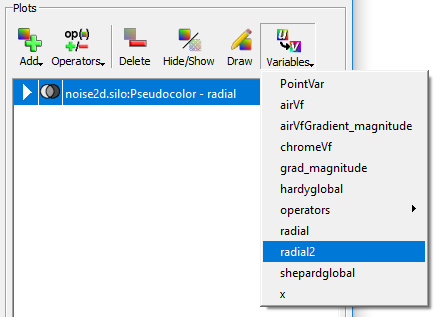 Plots
Add Operators Delete Hide/Show Draw Variables
op(·)
+/-
u
v
noise2d.silo:Pseudocolor - radial
PointVar
airVf
airVfGradient_magnitude
chromeVf
grad_magnitude
hardyglobal
operators
radial
radial2
shepardglobal
x